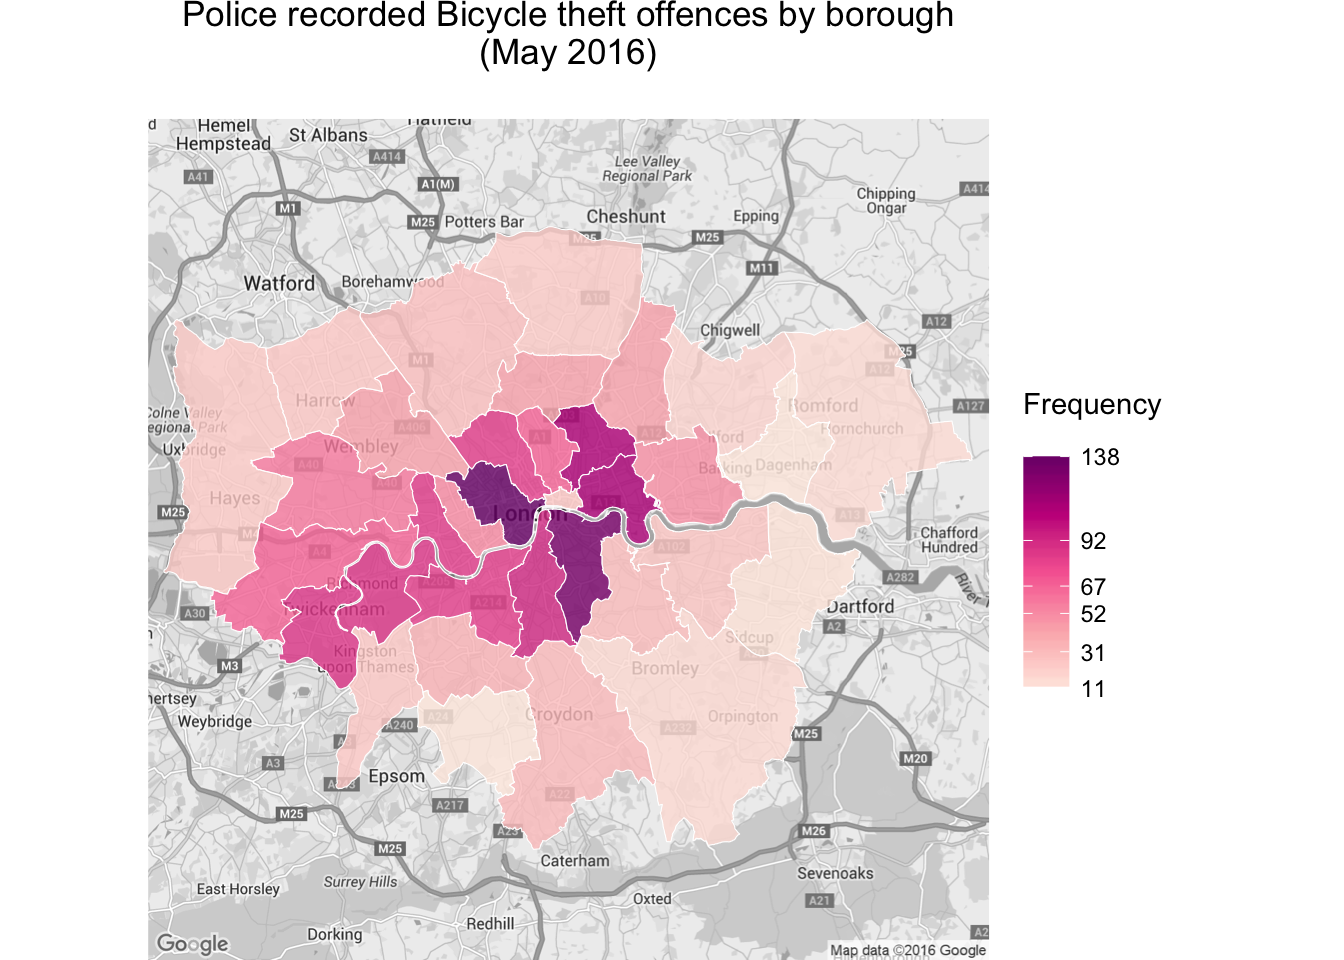 Police recorded Bicycle theft offences by borough
(May 2016)
d
Hemel
Hempstead
St Albans
Hatfield
A414
A41
A1(M)
Lee Valley
Regional Park
Chipping
Ongar
A414
M1
M25
Potters Bar
Cheshunt
Epping
M25
M25
M11
Watford
Borehamwood
A10
Chigwell
A12
M1
M25
A12
Harrow
Colne Valley
Regional Park
A406
A1
Romford
Hornchurch
A127
Uxbridge
Wembley
A40
A12
Ilford
Barking
Dagenham
Hayes
M25
London
A11
A13
M4
A4
A102
Chafford
Hundred
A282
River T
Richmond
Twickenham
A205
A214
A30
Dartford
A2
Sidcup
Kingston
upon Thames
M3
Bromley
hertsey
Weybridge
A240
A24
Croydon
A232
Orpington
M25
A3
A3
Epsom
A217
A22
M20
M25
A23
M25
M26
Caterham
Sevenoaks
East Horsley
Surrey Hills
Oxted
A21
Redhill
Dorking
A2
Google
Map data ©2016 Google
Frequency
138
92
67
52
31
11